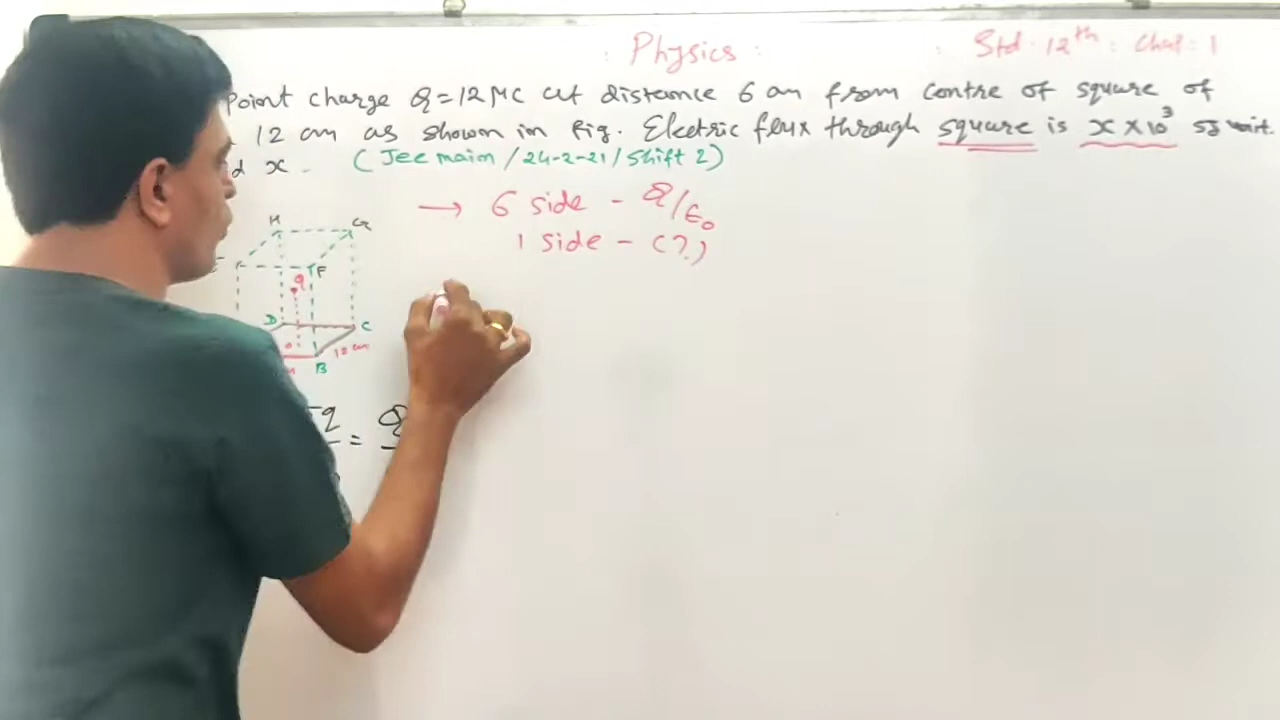 Physics :
: Std. 12th : Chap: 1
Point charge Q = 12 μC at distance 6 cm from centre of square of
12 cm as shown in fig. Electric flux through square is x × 10³ SI unit.
d x. (Jee main / 24-2-21 / Shift 2)
→ 6 side - Q/ε₀
1 side - (?)
H G
F
q
D C
O 12 cm
B
q = Q